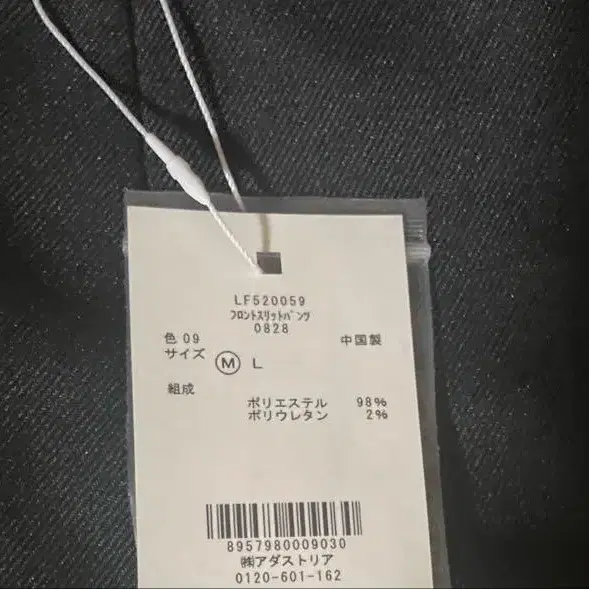 LF520059
ﾌﾛﾝﾄｽﾘｯﾄﾊﾟﾝﾂ
0828
色 09 中国製
サイズ Ⓜ L
組成
ポリエステル 98%
ポリウレタン 2%
8957980009030
㈱アダストリア
0120-601-162